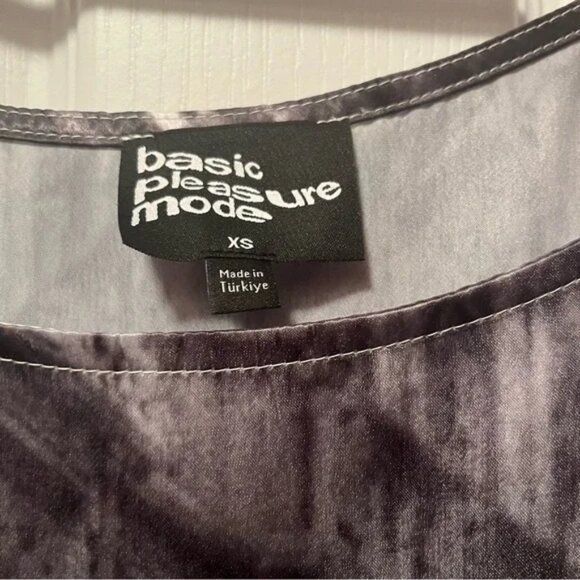 basic
pleasure
mode
XS
Made in
Türkiye